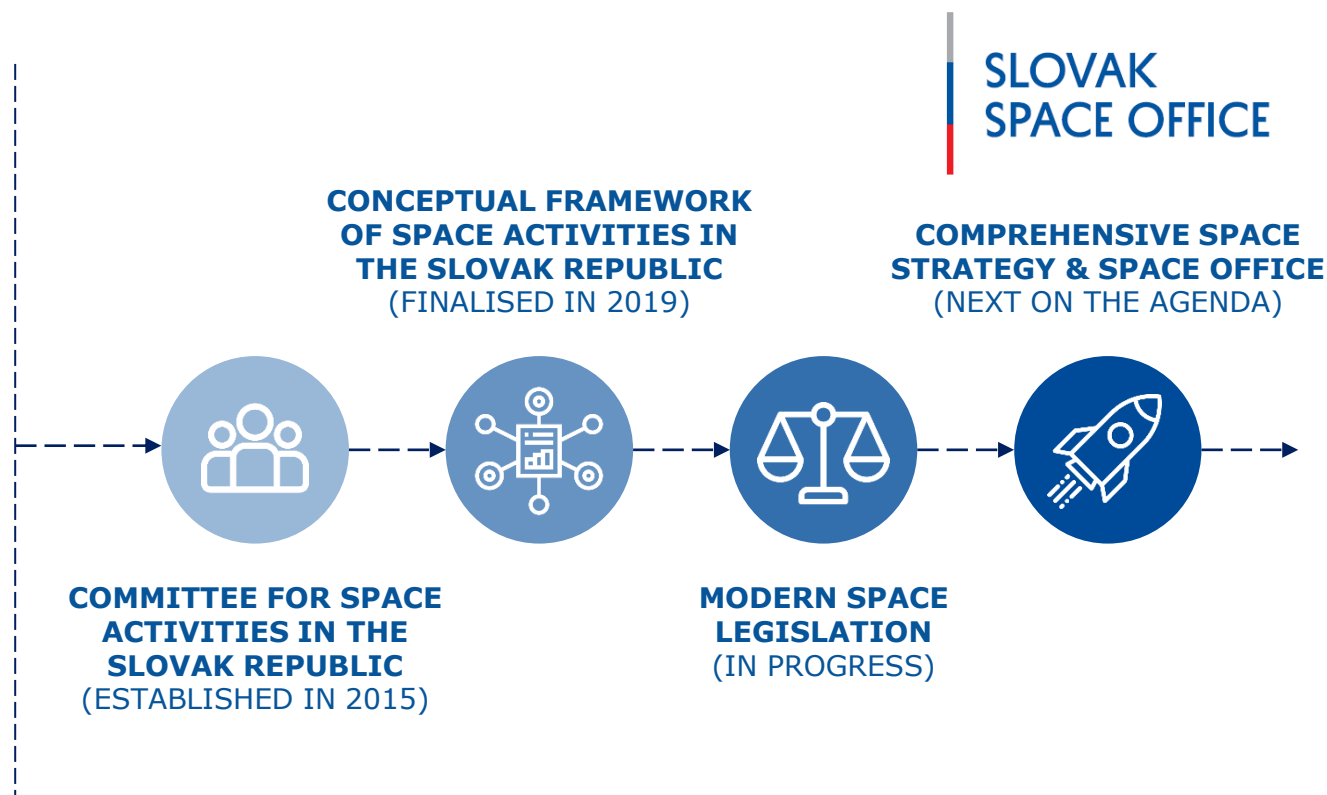 SLOVAK
SPACE OFFICE
CONCEPTUAL FRAMEWORK
OF SPACE ACTIVITIES IN
THE SLOVAK REPUBLIC
(FINALISED IN 2019)
COMPREHENSIVE SPACE
STRATEGY & SPACE OFFICE
(NEXT ON THE AGENDA)
COMMITTEE FOR SPACE
ACTIVITIES IN THE
SLOVAK REPUBLIC
(ESTABLISHED IN 2015)
MODERN SPACE
LEGISLATION
(IN PROGRESS)